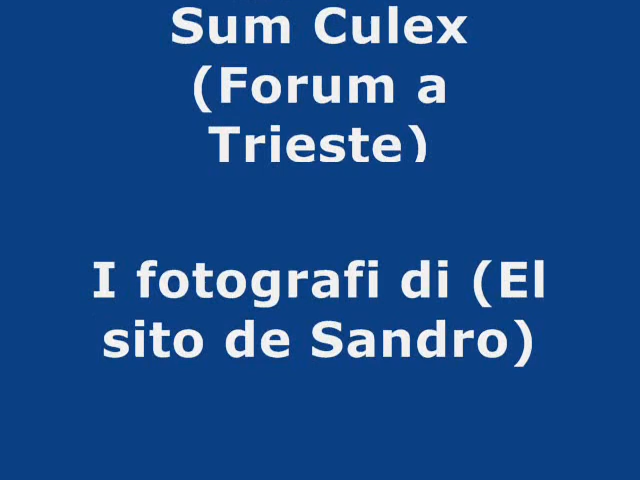 Sum Culex
(Forum a
Trieste)
I fotografi di (El
sito de Sandro)